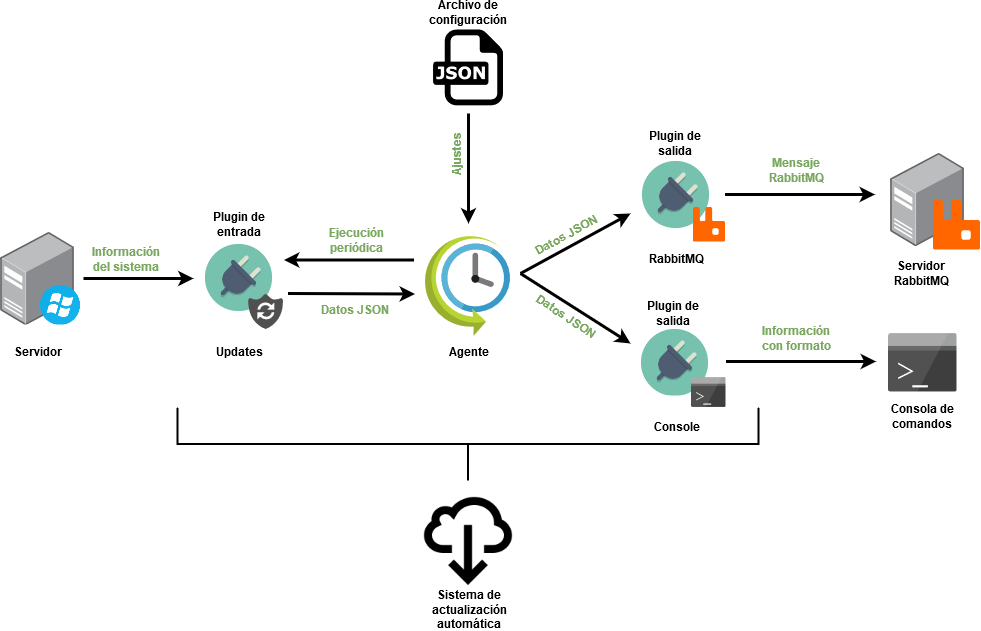 Archivo de
configuración
JSON
Ajustes
Plugin de
salida
Mensaje
RabbitMQ
RabbitMQ
Servidor
RabbitMQ
Plugin de
entrada
Ejecución
periódica
Información
del sistema
Datos JSON
Datos JSON
Datos JSON
Servidor
Updates
Agente
Plugin de
salida
Información
con formato
>_
>_
Console
Consola de
comandos
Sistema de
actualización
automática